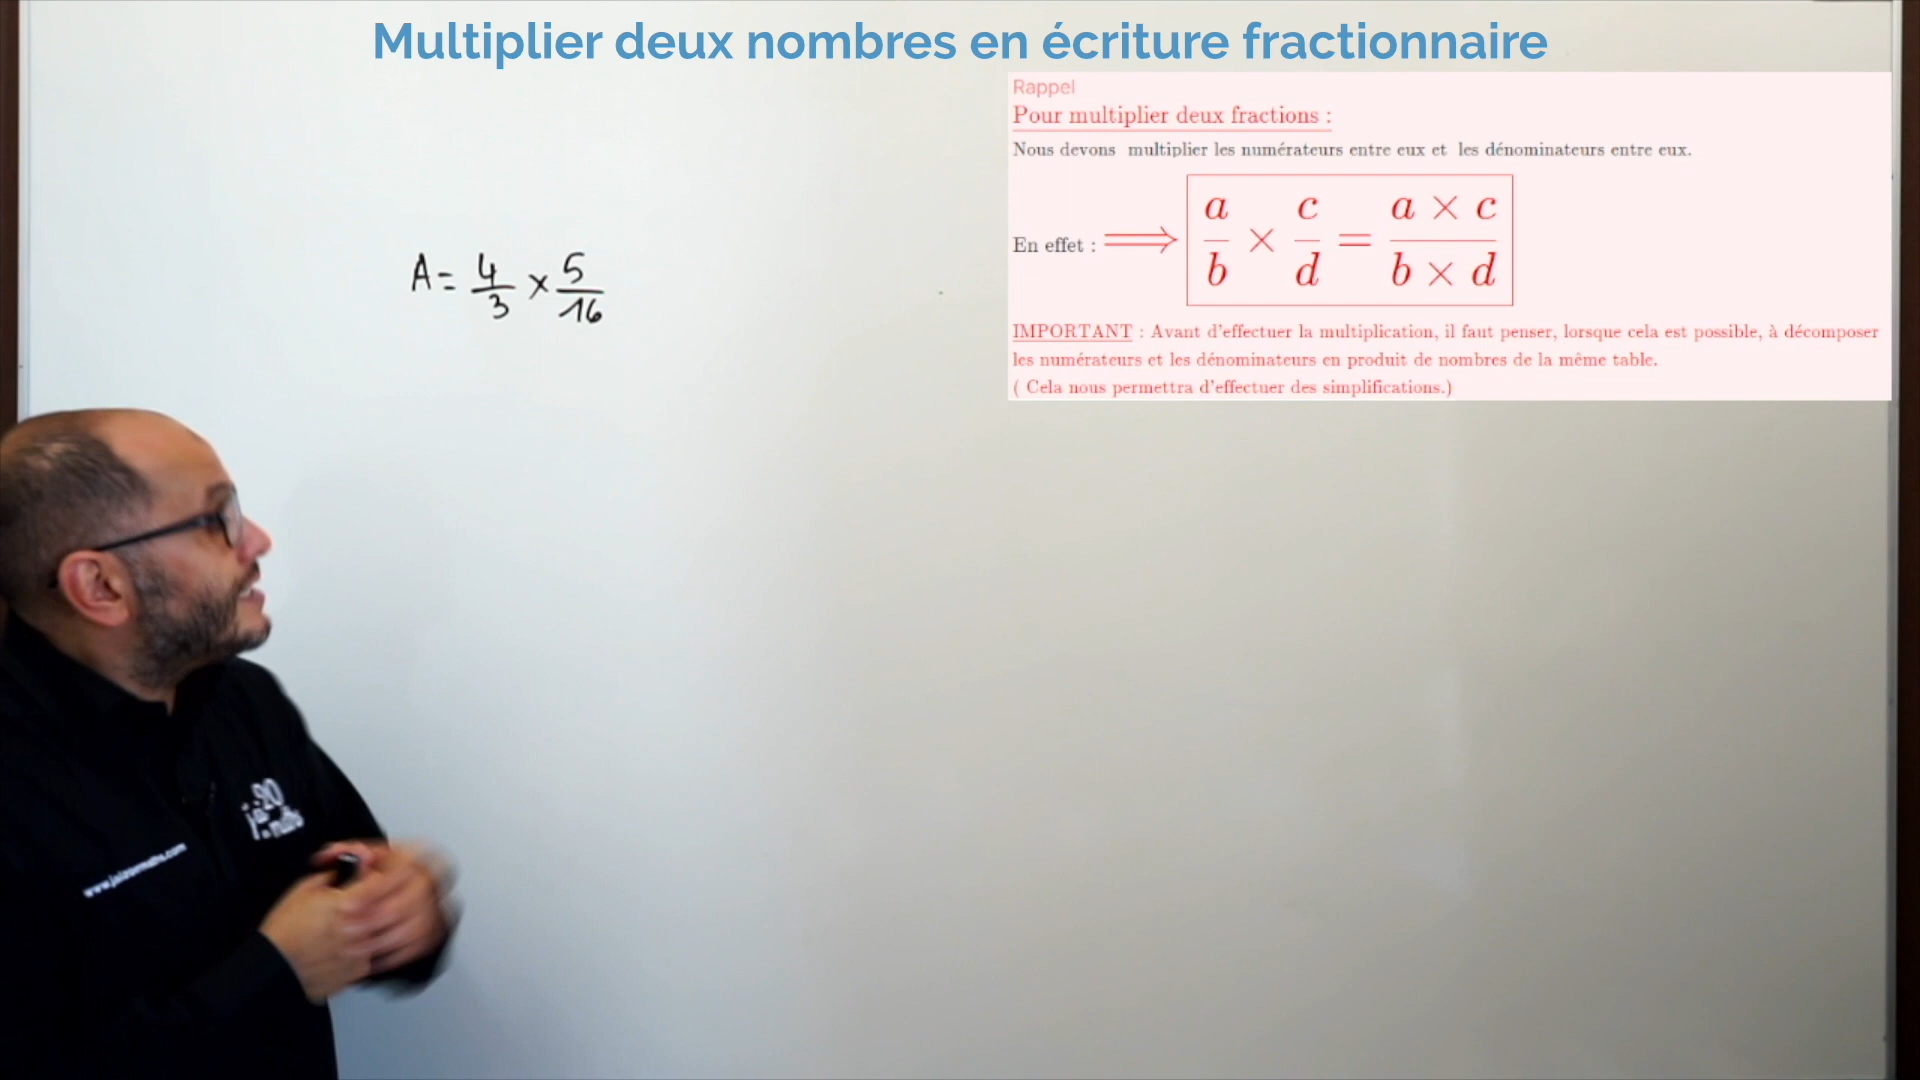 Multiplier deux nombres en écriture fractionnaire
Rappel
Pour multiplier deux fractions :
Nous devons multiplier les numérateurs entre eux et les dénominateurs entre eux.
En effet : ⟹ a/b × c/d = a × c / b × d
IMPORTANT : Avant d'effectuer la multiplication, il faut penser, lorsque cela est possible, à décomposer
les numérateurs et les dénominateurs en produit de nombres de la même table.
( Cela nous permettra d'effectuer des simplifications.)
A = 4/3 × 5/16